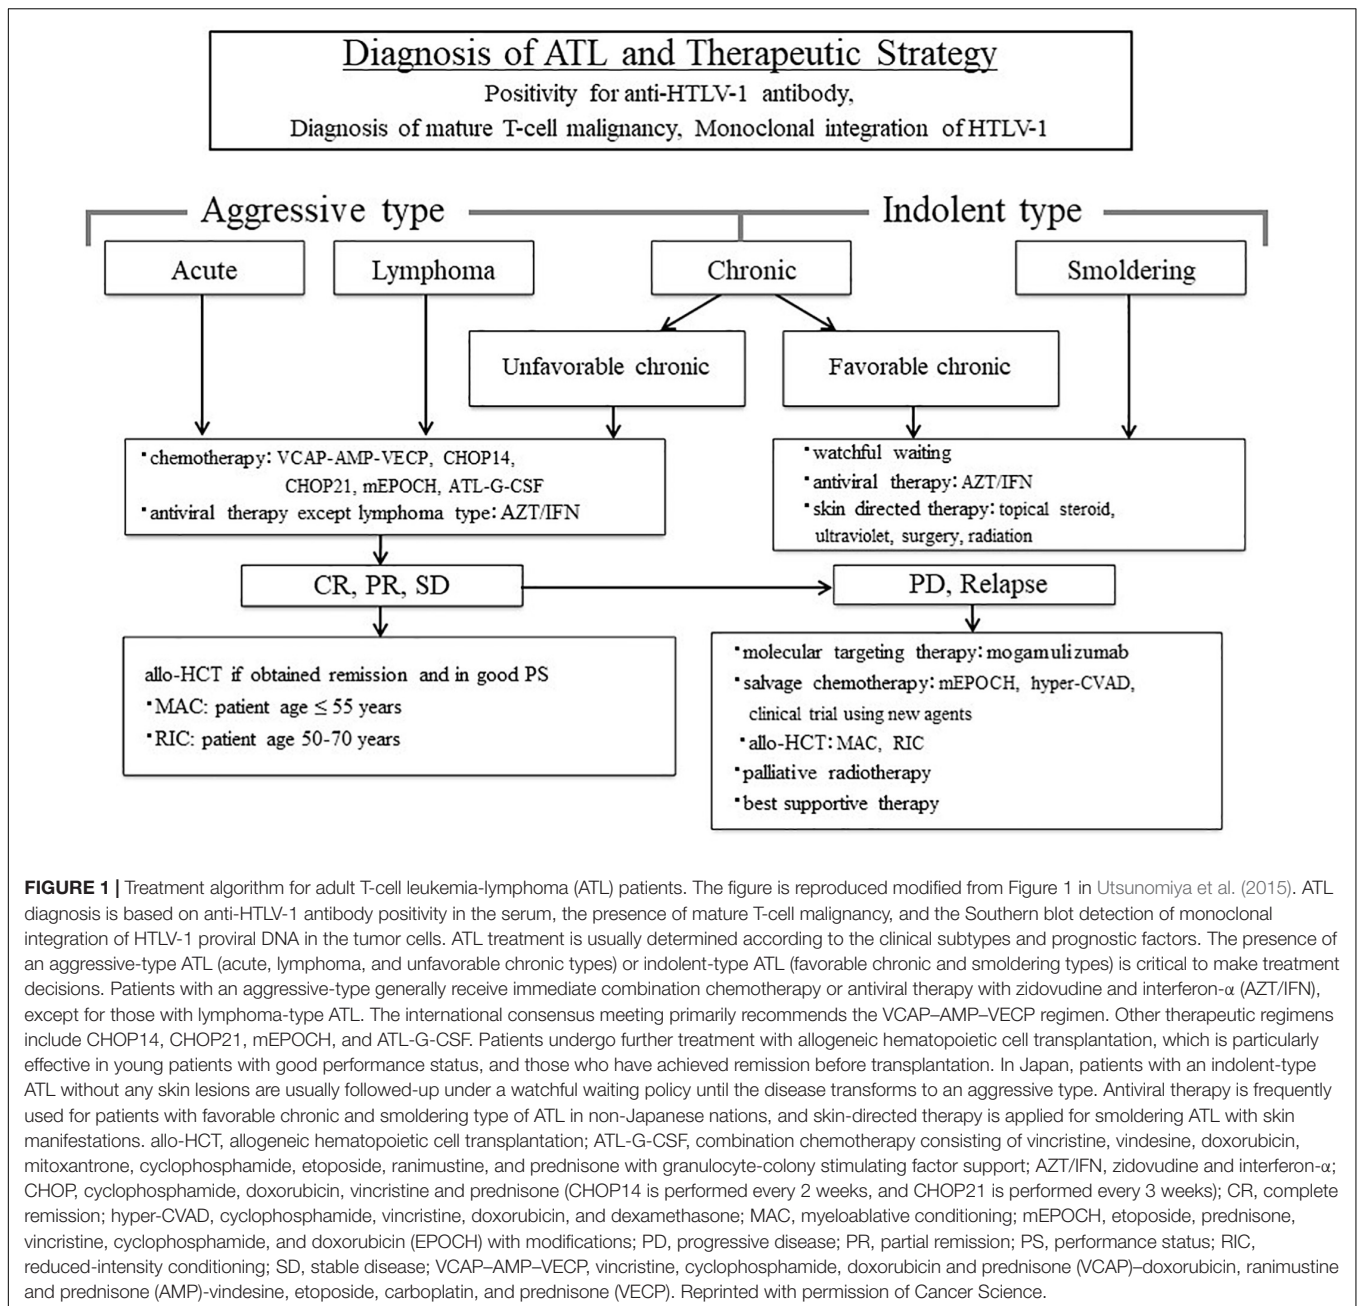 Diagnosis of ATL and Therapeutic Strategy
Positivity for anti-HTLV-1 antibody,
Diagnosis of mature T-cell malignancy, Monoclonal integration of HTLV-1
Aggressive type
Indolent type
Acute
Lymphoma
Chronic
Smoldering
Unfavorable chronic
Favorable chronic
▪chemotherapy: VCAP-AMP-VECP, CHOP14,
CHOP21, mEPOCH, ATL-G-CSF
▪antiviral therapy except lymphoma type: AZT/IFN
▪watchful waiting
▪antiviral therapy: AZT/IFN
▪skin directed therapy: topical steroid,
ultraviolet, surgery, radiation
CR, PR, SD
PD, Relapse
allo-HCT if obtained remission and in good PS
▪MAC: patient age ≤ 55 years
▪RIC: patient age 50-70 years
▪molecular targeting therapy: mogamulizumab
▪salvage chemotherapy: mEPOCH, hyper-CVAD,
clinical trial using new agents
▪allo-HCT: MAC, RIC
▪palliative radiotherapy
▪best supportive therapy
FIGURE 1 | Treatment algorithm for adult T-cell leukemia-lymphoma (ATL) patients. The figure is reproduced modified from Figure 1 in Utsunomiya et al. (2015). ATL
diagnosis is based on anti-HTLV-1 antibody positivity in the serum, the presence of mature T-cell malignancy, and the Southern blot detection of monoclonal
integration of HTLV-1 proviral DNA in the tumor cells. ATL treatment is usually determined according to the clinical subtypes and prognostic factors. The presence of
an aggressive-type ATL (acute, lymphoma, and unfavorable chronic types) or indolent-type ATL (favorable chronic and smoldering types) is critical to make treatment
decisions. Patients with an aggressive-type generally receive immediate combination chemotherapy or antiviral therapy with zidovudine and interferon-α (AZT/IFN),
except for those with lymphoma-type ATL. The international consensus meeting primarily recommends the VCAP–AMP–VECP regimen. Other therapeutic regimens
include CHOP14, CHOP21, mEPOCH, and ATL-G-CSF. Patients undergo further treatment with allogeneic hematopoietic cell transplantation, which is particularly
effective in young patients with good performance status, and those who have achieved remission before transplantation. In Japan, patients with an indolent-type
ATL without any skin lesions are usually followed-up under a watchful waiting policy until the disease transforms to an aggressive type. Antiviral therapy is frequently
used for patients with favorable chronic and smoldering type of ATL in non-Japanese nations, and skin-directed therapy is applied for smoldering ATL with skin
manifestations. allo-HCT, allogeneic hematopoietic cell transplantation; ATL-G-CSF, combination chemotherapy consisting of vincristine, vindesine, doxorubicin,
mitoxantrone, cyclophosphamide, etoposide, ranimustine, and prednisone with granulocyte-colony stimulating factor support; AZT/IFN, zidovudine and interferon-α;
CHOP, cyclophosphamide, doxorubicin, vincristine and prednisone (CHOP14 is performed every 2 weeks, and CHOP21 is performed every 3 weeks); CR, complete
remission; hyper-CVAD, cyclophosphamide, vincristine, doxorubicin, and dexamethasone; MAC, myeloablative conditioning; mEPOCH, etoposide, prednisone,
vincristine, cyclophosphamide, and doxorubicin (EPOCH) with modifications; PD, progressive disease; PR, partial remission; PS, performance status; RIC,
reduced-intensity conditioning; SD, stable disease; VCAP–AMP–VECP, vincristine, cyclophosphamide, doxorubicin and prednisone (VCAP)–doxorubicin, ranimustine
and prednisone (AMP)-vindesine, etoposide, carboplatin, and prednisone (VECP). Reprinted with permission of Cancer Science.